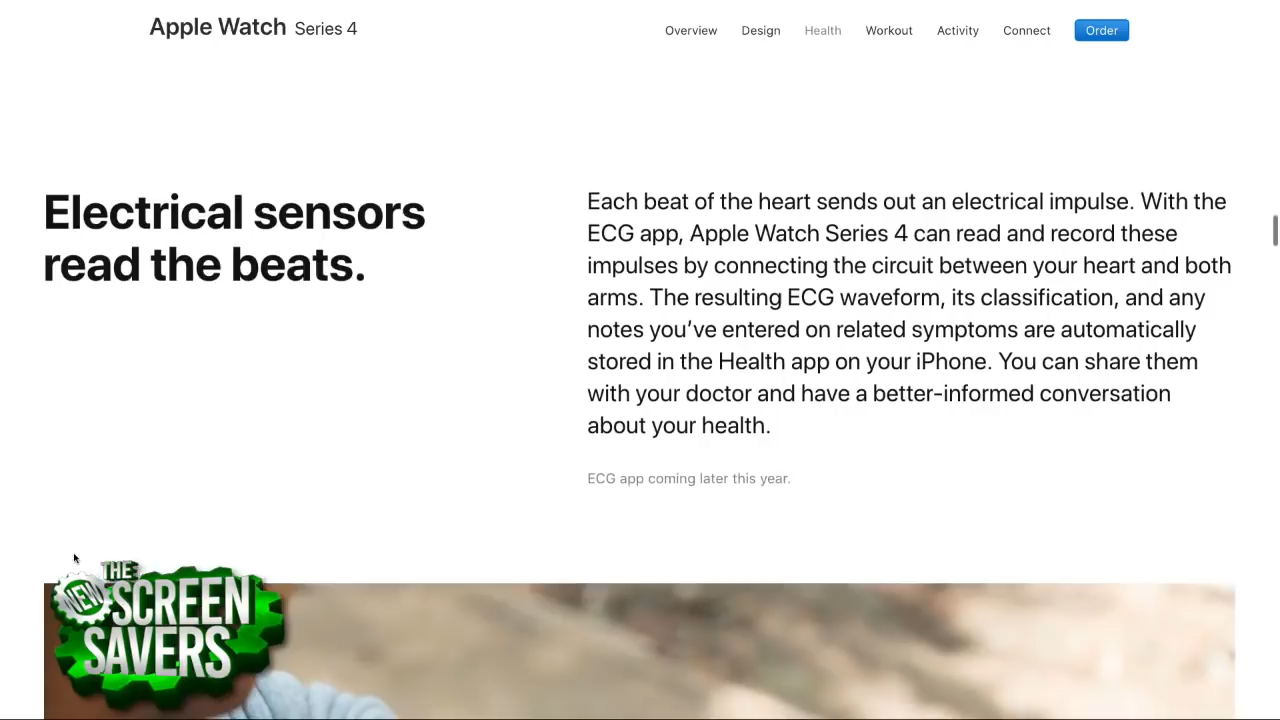 Apple Watch Series 4
Overview Design Health Workout Activity Connect Order
Electrical sensors
read the beats.
Each beat of the heart sends out an electrical impulse. With the
ECG app, Apple Watch Series 4 can read and record these
impulses by connecting the circuit between your heart and both
arms. The resulting ECG waveform, its classification, and any
notes you’ve entered on related symptoms are automatically
stored in the Health app on your iPhone. You can share them
with your doctor and have a better-informed conversation
about your health.
ECG app coming later this year.
THE
NEW SCREEN
SAVERS